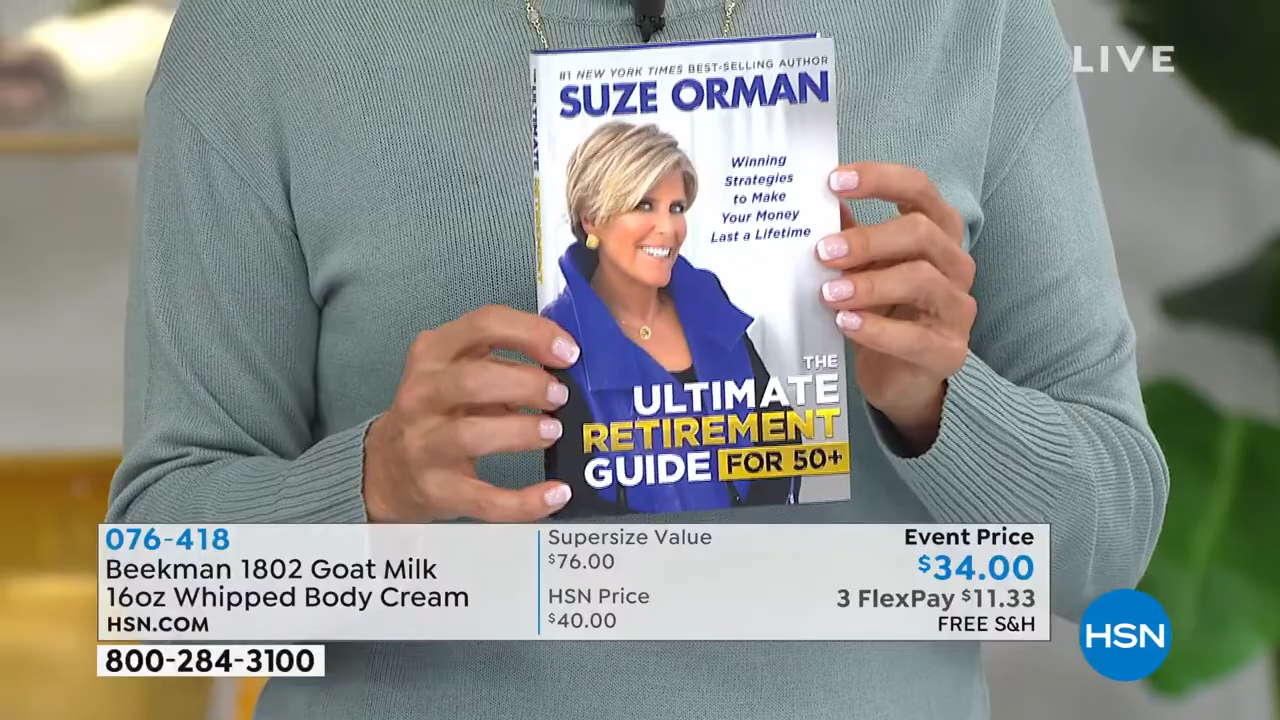 LIVE
#1 NEW YORK TIMES BEST-SELLING AUTHOR
SUZE ORMAN
Winning
Strategies
to Make
Your Money
Last a Lifetime
THE
ULTIMATE
RETIREMENT
GUIDE FOR 50+
ULTIMATE
076-418
Beekman 1802 Goat Milk
16oz Whipped Body Cream
HSN.COM
Supersize Value
$76.00
HSN Price
$40.00
Event Price
$34.00
3 FlexPay $11.33
FREE S&H
800-284-3100
HSN